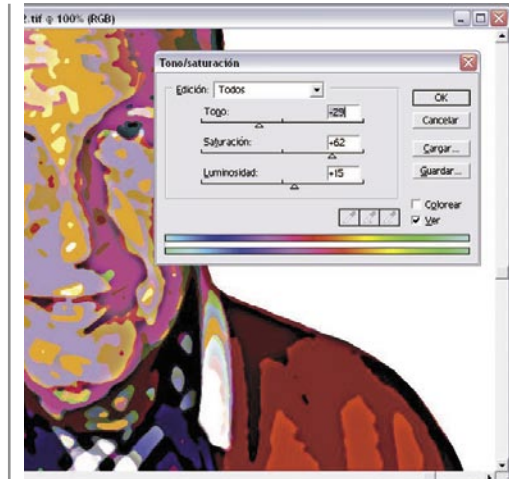 2.tif @ 100% (RGB)
Tono/saturación
Edición: Todos
OK
Tono: -29
Cancelar
Saturación: +62
Cargar...
Luminosidad: +15
Guardar...
Colorear
Ver